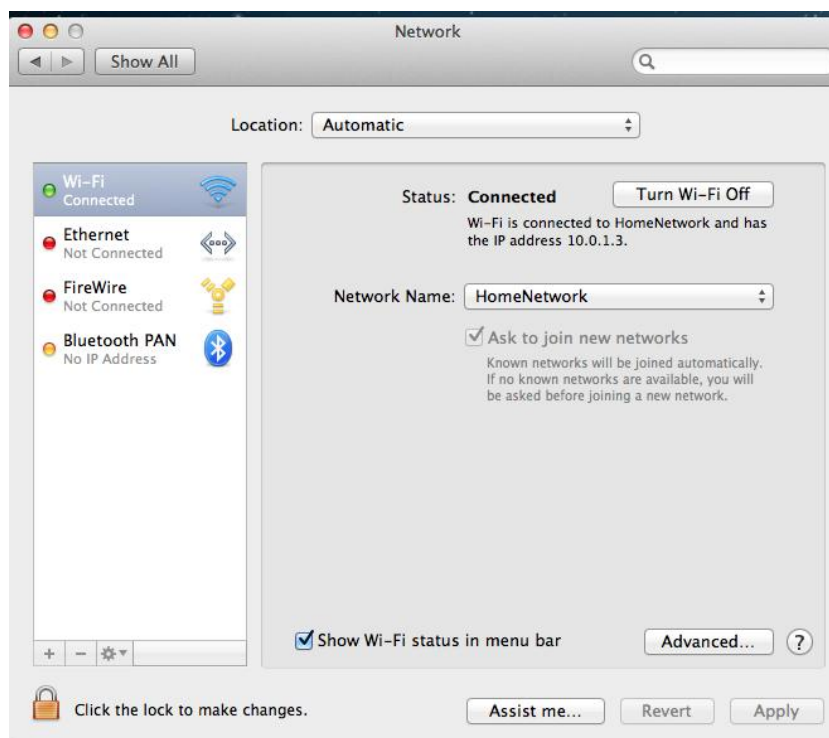 Network
Show All
Location: Automatic
Wi-Fi
Connected
Ethernet
Not Connected
FireWire
Not Connected
Bluetooth PAN
No IP Address
Status: Connected Turn Wi-Fi Off
Wi-Fi is connected to HomeNetwork and has
the IP address 10.0.1.3.
Network Name: HomeNetwork
Ask to join new networks
Known networks will be joined automatically.
If no known networks are available, you will
be asked before joining a new network.
Show Wi-Fi status in menu bar Advanced... ?
Click the lock to make changes. Assist me... Revert Apply